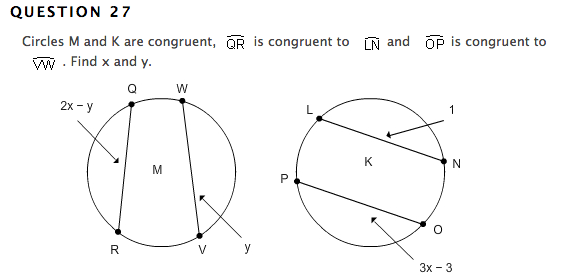 QUESTION 27
Circles M and K are congruent, QR is congruent to LN and OP is congruent to
VW . Find x and y.
Q W
2x - y
M
R V y
L 1
K
N
P
O
3x - 3